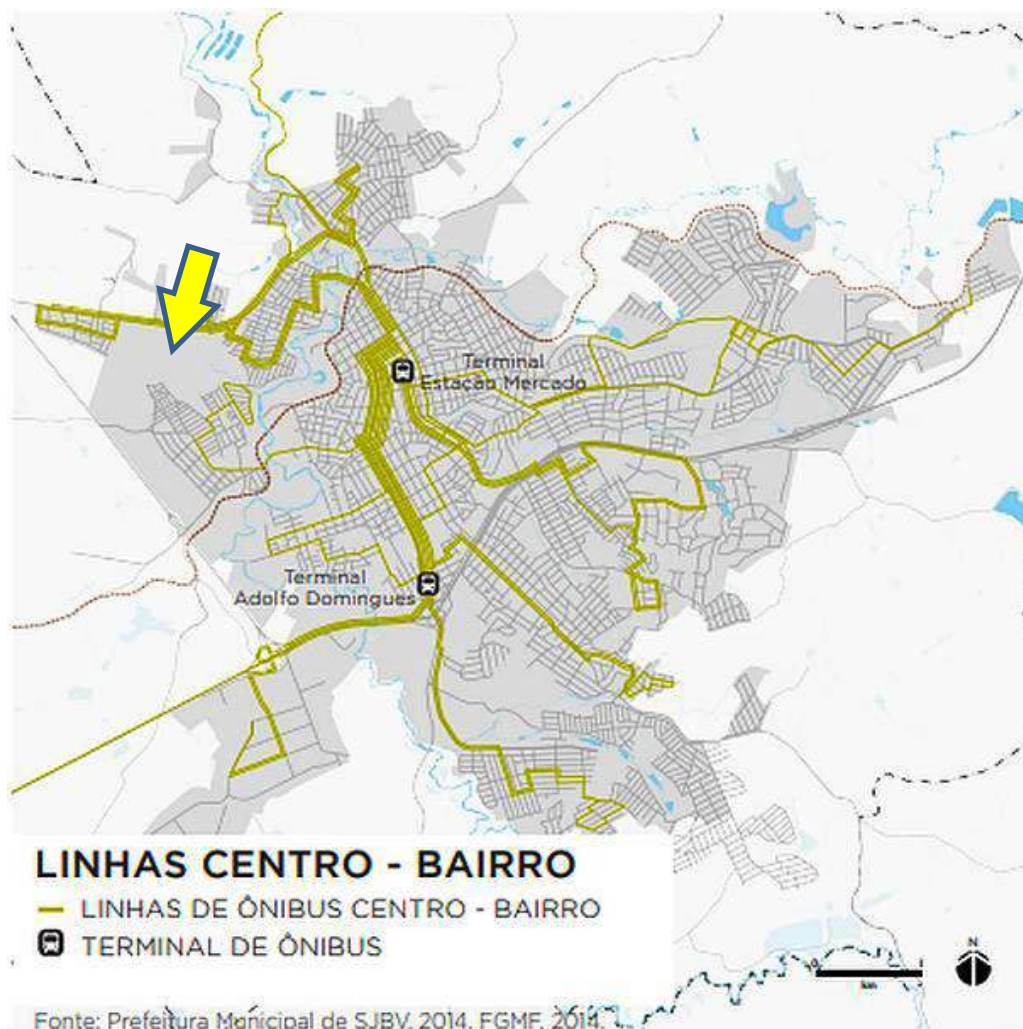 Terminal
Estação Mercado
Terminal
Adolfo Domingues
LINHAS CENTRO - BAIRRO
LINHAS DE ÔNIBUS CENTRO - BAIRRO
TERMINAL DE ÔNIBUS
N
km
Fonte: Prefeitura Municipal de SJBV, 2014. FGMF, 2014.